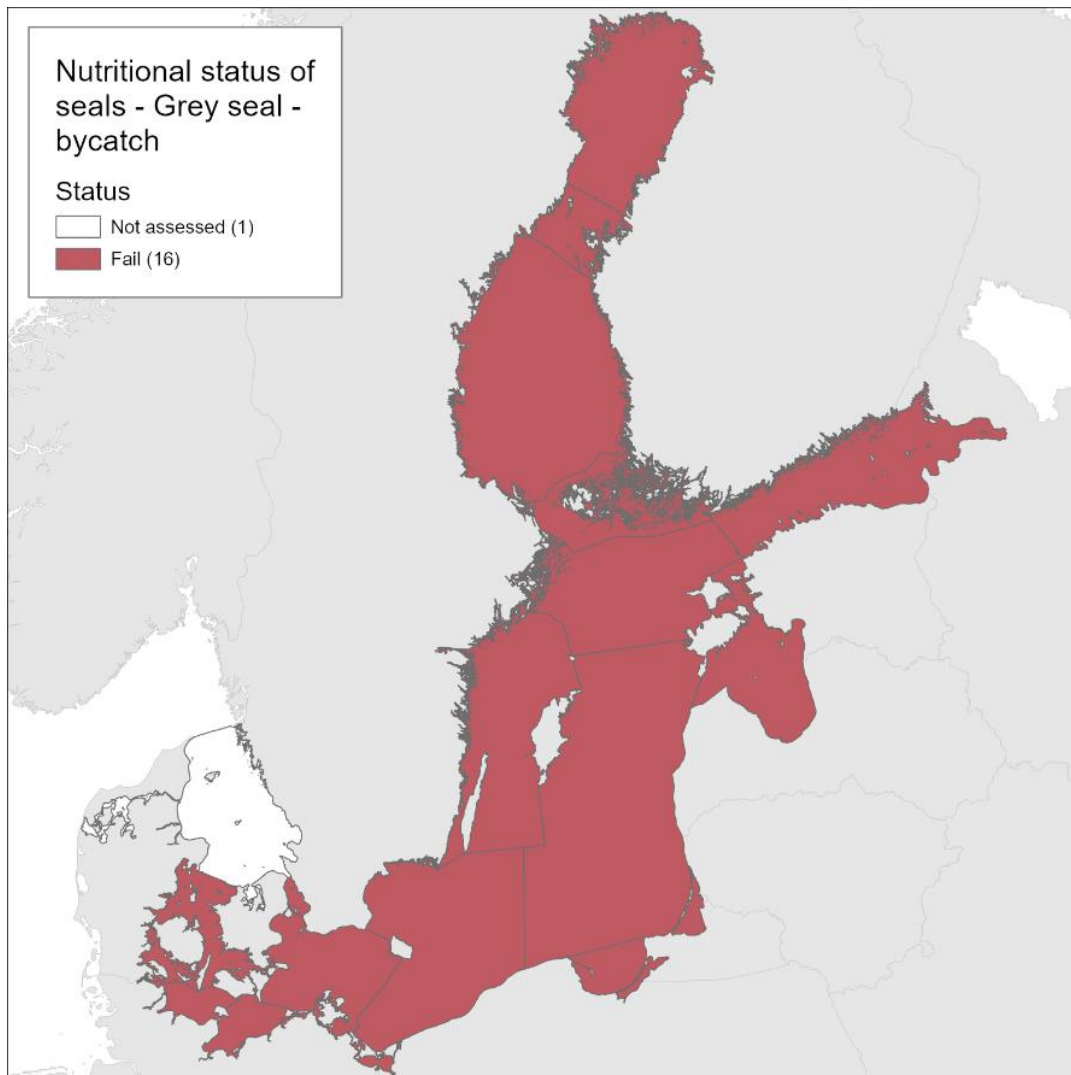 Nutritional status of
seals - Grey seal -
bycatch
Status
Not assessed (1)
Fail (16)